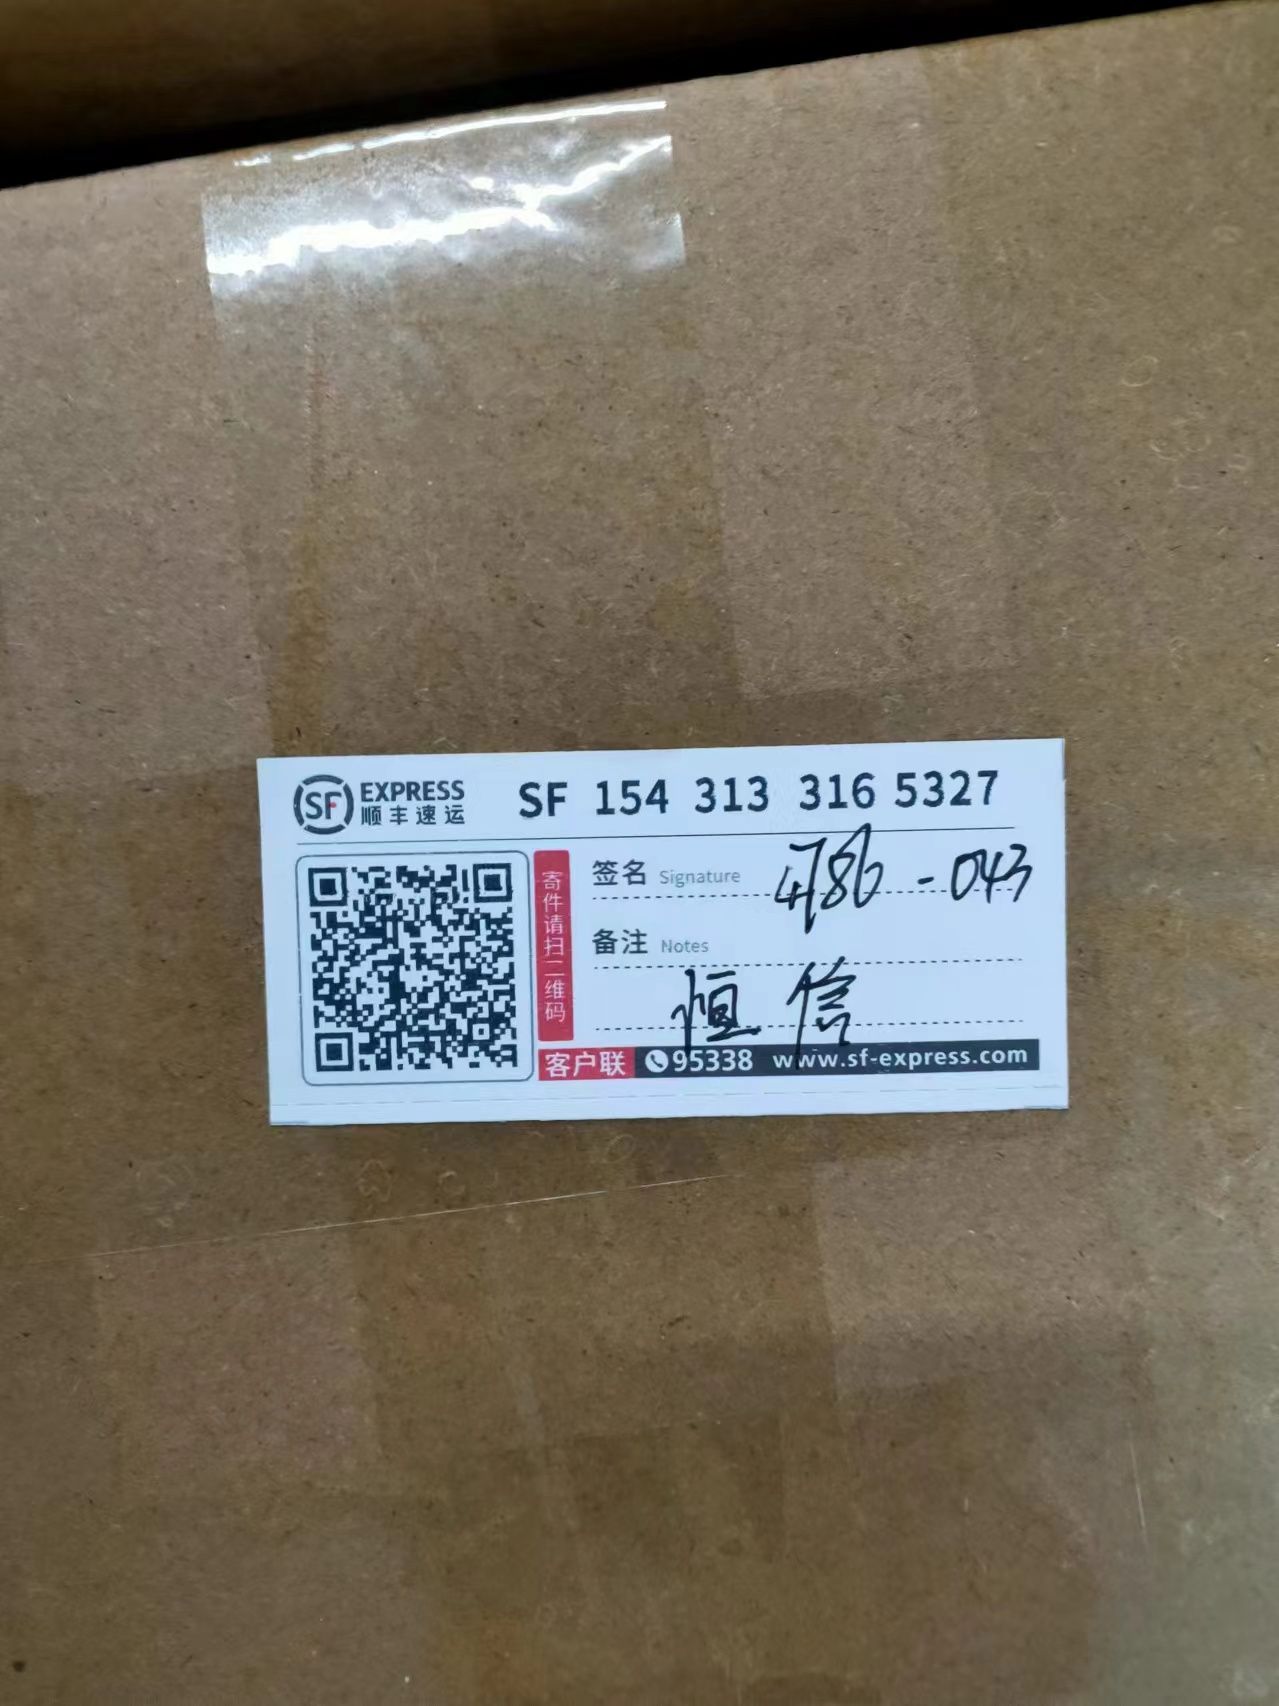 SF EXPRESS
顺丰速运
SF 154 313 316 5327
寄件请扫二维码
签名 Signature 4786-043
备注 Notes
恒信
客户联 95338 www.sf-express.com